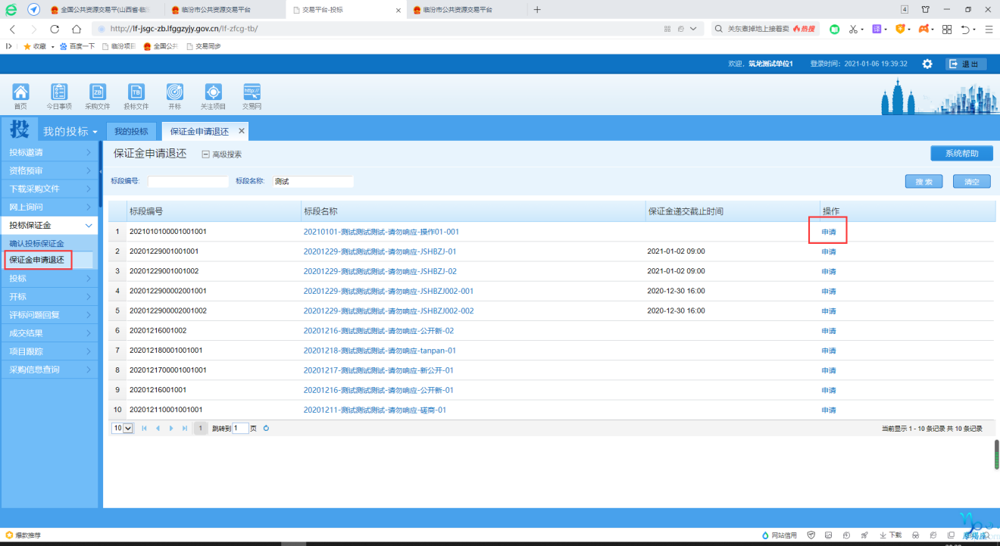 全国公共资源交易平(山西省·临
临汾市公共资源交易平台
交易平台-投标
临汾市公共资源交易平台
4
http://lf-jsgc-zb.lfggzyjy.gov.cn/lf-zfcg-tb/
关东煮掉地上接着卖 热搜
收藏 百度一下 临汾项目 全国公共 交易同步
欢迎, 筑龙测试单位1 登录时间: 2021-01-06 19:39:32 退 出
首页 今日事项 采购文件 投标文件 开标 关注项目 交易网
投 我的投标 我的投标 保证金申请退还
投标邀请
资格预审
下载采购文件
网上询问
投标保证金
确认投标保证金
保证金申请退还
投标
开标
评标问题回复
成交结果
项目跟踪
采购信息查询
保证金申请退还 高级搜索 系统帮助
标段编号: 标段名称: 测试 搜 索 清空
标段编号 标段名称 保证金递交截止时间 操作
1 2021010100001001001 20210101-测试测试测试-请勿响应-操作01-001 申请
2 20201229001001001 20201229-测试测试测试-请勿响应-JSHBZJ-01 2021-01-02 09:00 申请
3 20201229001001002 20201229-测试测试测试-请勿响应-JSHBZJ-02 2021-01-02 09:00 申请
4 2020122900002001001 20201229-测试测试测试-请勿响应-JSHBZJ002-001 2020-12-30 16:00 申请
5 2020122900002001002 20201229-测试测试测试-请勿响应-JSHBZJ002-002 2020-12-30 16:00 申请
6 20201216001002 20201216-测试测试测试-请勿响应-公开新-02 申请
7 202012180001001001 20201218-测试测试测试-请勿响应-tanpan-01 申请
8 2020121700001001001 20201217-测试测试测试-请勿响应-新公开-01 申请
9 20201216001001 20201216-测试测试测试-请勿响应-公开新-01 申请
10 202012110001001001 20201211-测试测试测试-请勿响应-磋商-01 申请
10 1 跳转到 1 页 当前显示 1 - 10 条记录 共 10 条记录
爆款推荐 网站信用 下载
摩羯座